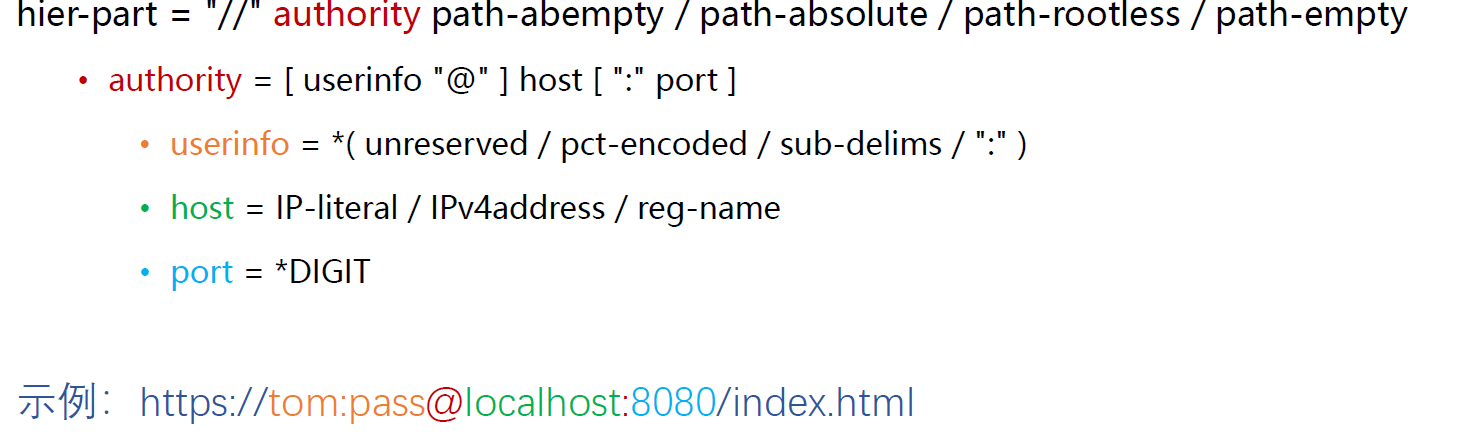 hier-part = "//" authority path-abempty / path-absolute / path-rootless / path-empty
• authority = [ userinfo "@" ] host [ ":" port ]
• userinfo = *( unreserved / pct-encoded / sub-delims / ":" )
• host = IP-literal / IPv4address / reg-name
• port = *DIGIT
示例：https://tom:pass@localhost:8080/index.html